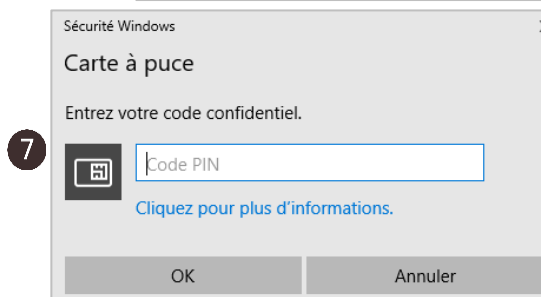 Sécurité Windows
Carte à puce
Entrez votre code confidentiel.
7
Code PIN
Cliquez pour plus d'informations.
OK Annuler